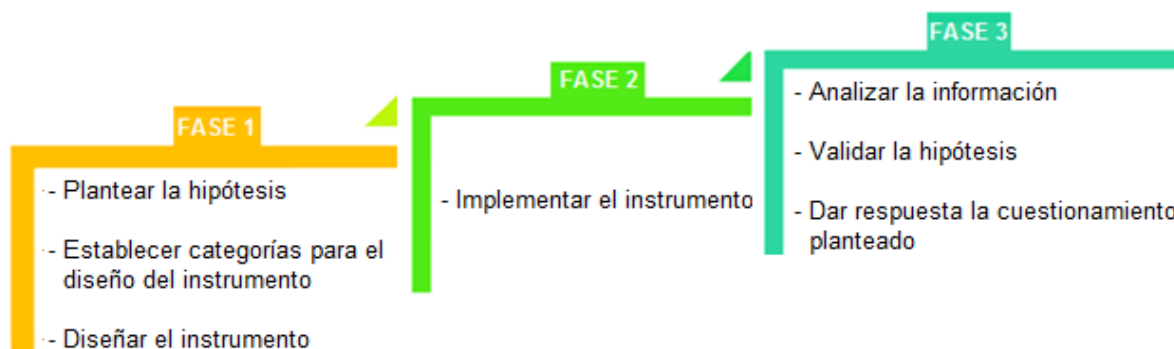 FASE 1
- Plantear la hipótesis
- Establecer categorías para el
diseño del instrumento
- Diseñar el instrumento
FASE 2
- Implementar el instrumento
FASE 3
- Analizar la información
- Validar la hipótesis
- Dar respuesta la cuestionamiento
planteado